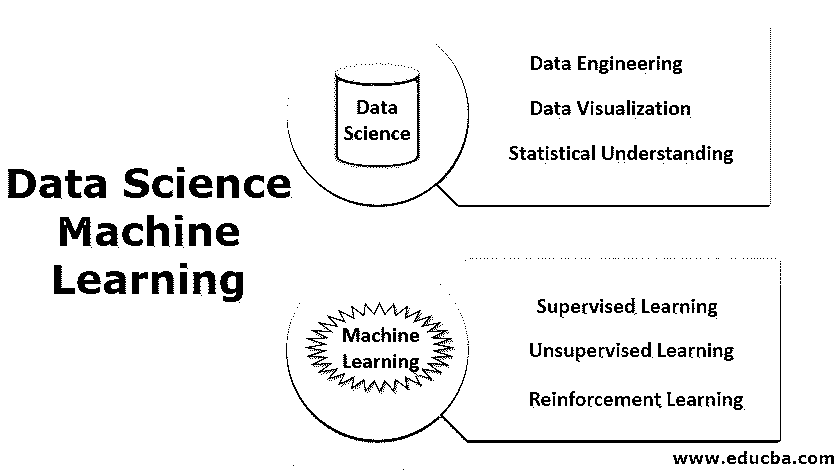 Data Science
Machine
Learning
Data
Science
Data Engineering
Data Visualization
Statistical Understanding
Machine
Learning
Supervised Learning
Unsupervised Learning
Reinforcement Learning
www.educba.com